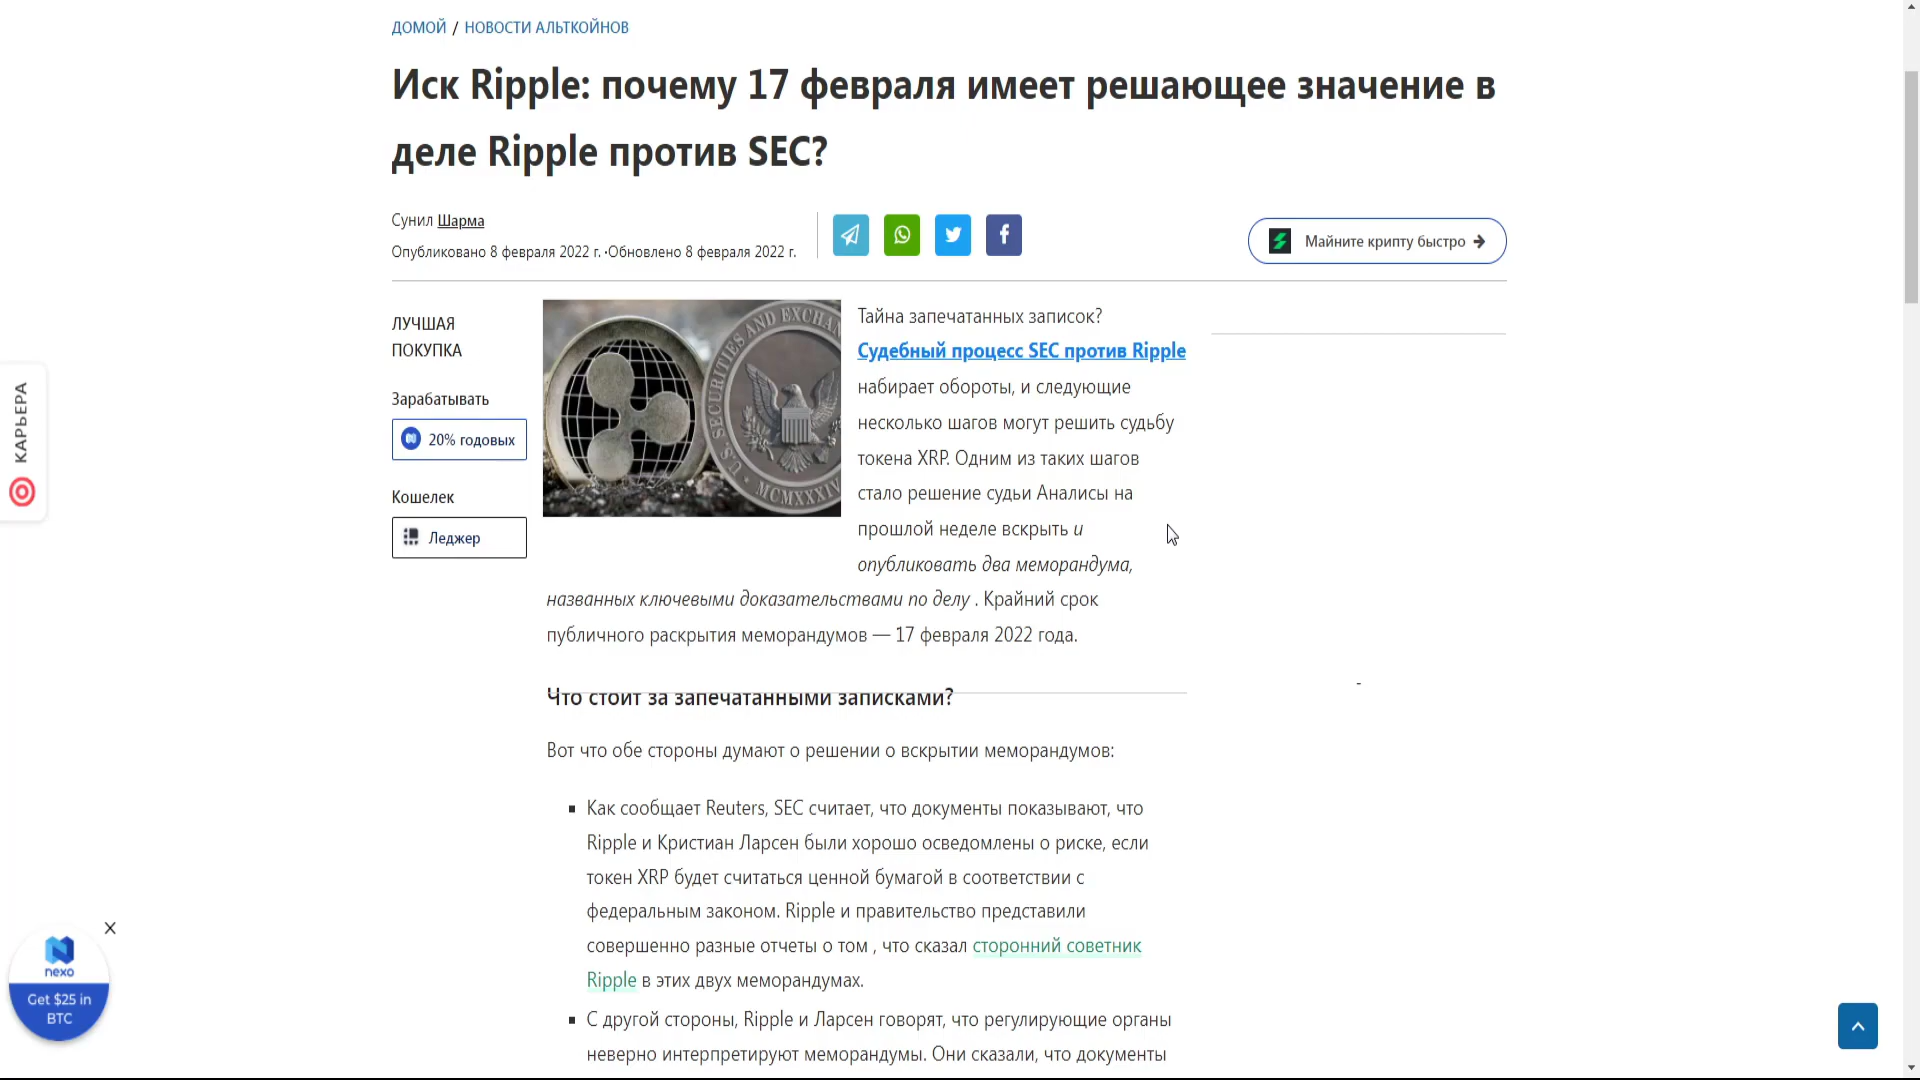 ДОМОЙ / НОВОСТИ АЛЬТКОЙНОВ
Иск Ripple: почему 17 февраля имеет решающее значение в
деле Ripple против SEC?
Сунил Шарма
Опубликовано 8 февраля 2022 г. ·Обновлено 8 февраля 2022 г.
Майните крипту быстро
ЛУЧШАЯ
ПОКУПКА
Зарабатывать
20% годовых
Кошелек
Леджер
КАРЬЕРА
U.S. SECURITIES AND EXCHAN
MCMXXXIV
Тайна запечатанных записок?
Судебный процесс SEC против Ripple
набирает обороты, и следующие
несколько шагов могут решить судьбу
токена XRP. Одним из таких шагов
стало решение судьи Аналисы на
прошлой неделе вскрыть и
опубликовать два меморандума,
названных ключевыми доказательствами по делу . Крайний срок
публичного раскрытия меморандумов — 17 февраля 2022 года.
Что стоит за запечатанными записками?
Вот что обе стороны думают о решении о вскрытии меморандумов:
Как сообщает Reuters, SEC считает, что документы показывают, что
Ripple и Кристиан Ларсен были хорошо осведомлены о риске, если
токен XRP будет считаться ценной бумагой в соответствии с
федеральным законом. Ripple и правительство представили
совершенно разные отчеты о том , что сказал сторонний советник
Ripple в этих двух меморандумах.
С другой стороны, Ripple и Ларсен говорят, что регулирующие органы
неверно интерпретируют меморандумы. Они сказали, что документы
nexo
Get $25 in
BTC